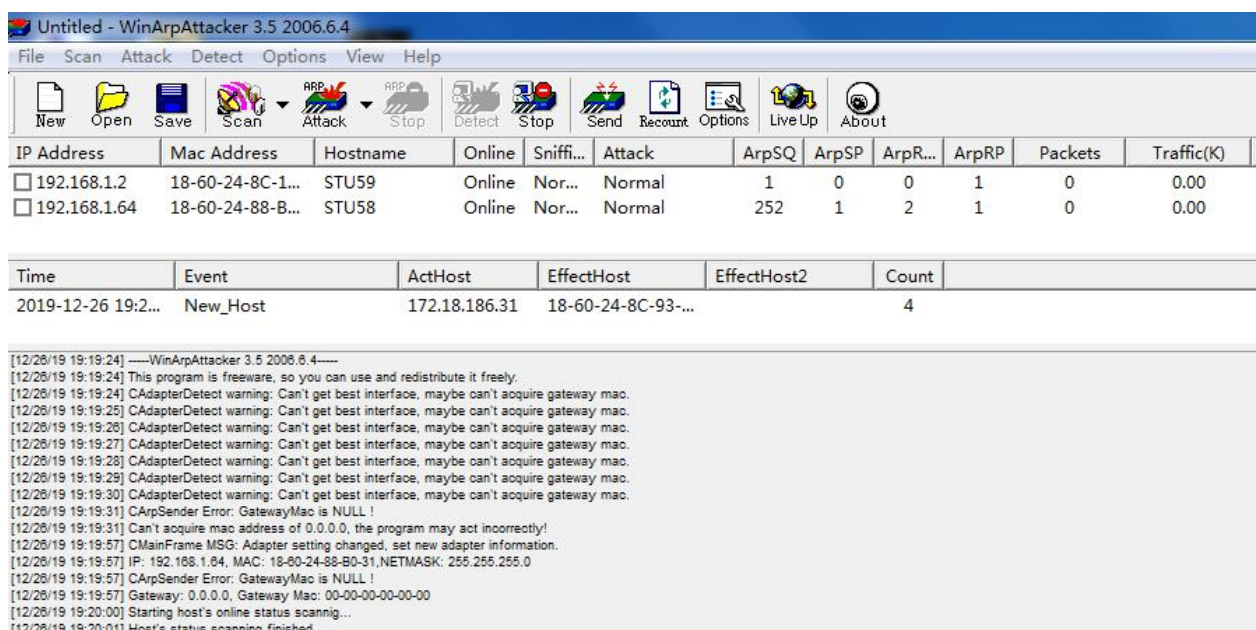 Untitled - WinArpAttacker 3.5 2006.6.4
File Scan Attack Detect Options View Help
ARP ARP
New Open Save Scan Attack Stop Detect Stop Send Recount Options Live Up About
IP Address Mac Address Hostname Online Sniffi... Attack ArpSQ ArpSP ArpR... ArpRP Packets Traffic(K)
192.168.1.2 18-60-24-8C-1... STU59 Online Nor... Normal 1 0 0 1 0 0.00
192.168.1.64 18-60-24-88-B... STU58 Online Nor... Normal 252 1 2 1 0 0.00
Time Event ActHost EffectHost EffectHost2 Count
2019-12-26 19:2... New_Host 172.18.186.31 18-60-24-8C-93-... 4
[12/26/19 19:19:24] -----WinArpAttacker 3.5 2006.6.4-----
[12/26/19 19:19:24] This program is freeware, so you can use and redistribute it freely.
[12/26/19 19:19:24] CAdapterDetect warning: Can't get best interface, maybe can't acquire gateway mac.
[12/26/19 19:19:25] CAdapterDetect warning: Can't get best interface, maybe can't acquire gateway mac.
[12/26/19 19:19:26] CAdapterDetect warning: Can't get best interface, maybe can't acquire gateway mac.
[12/26/19 19:19:27] CAdapterDetect warning: Can't get best interface, maybe can't acquire gateway mac.
[12/26/19 19:19:28] CAdapterDetect warning: Can't get best interface, maybe can't acquire gateway mac.
[12/26/19 19:19:29] CAdapterDetect warning: Can't get best interface, maybe can't acquire gateway mac.
[12/26/19 19:19:30] CAdapterDetect warning: Can't get best interface, maybe can't acquire gateway mac.
[12/26/19 19:19:31] CArpSender Error: GatewayMac is NULL !
[12/26/19 19:19:31] Can't acquire mac address of 0.0.0.0, the program may act incorrectly!
[12/26/19 19:19:57] CMainFrame MSG: Adapter setting changed, set new adapter information.
[12/26/19 19:19:57] IP: 192.168.1.64, MAC: 18-60-24-88-B0-31,NETMASK: 255.255.255.0
[12/26/19 19:19:57] CArpSender Error: GatewayMac is NULL !
[12/26/19 19:19:57] Gateway: 0.0.0.0, Gateway Mac: 00-00-00-00-00-00
[12/26/19 19:20:00] Starting host's online status scannig...
[12/26/19 19:20:01] Host's status scanning finished